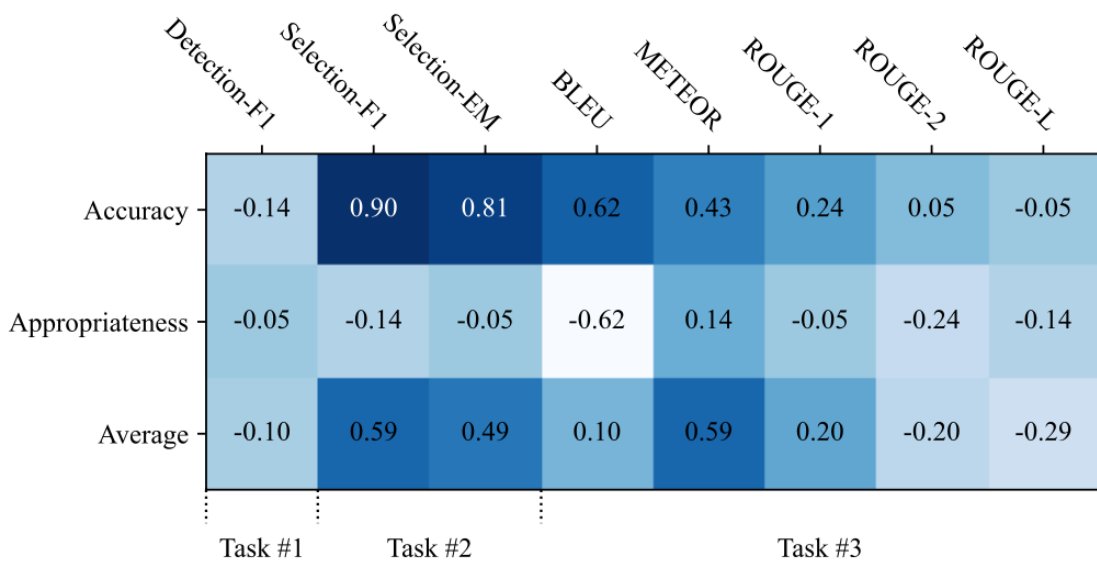 Detection-F1 Selection-F1 Selection-EM BLEU METEOR ROUGE-1 ROUGE-2 ROUGE-L
Accuracy -0.14 0.90 0.81 0.62 0.43 0.24 0.05 -0.05
Appropriateness -0.05 -0.14 -0.05 -0.62 0.14 -0.05 -0.24 -0.14
Average -0.10 0.59 0.49 0.10 0.59 0.20 -0.20 -0.29
Task #1 Task #2 Task #3